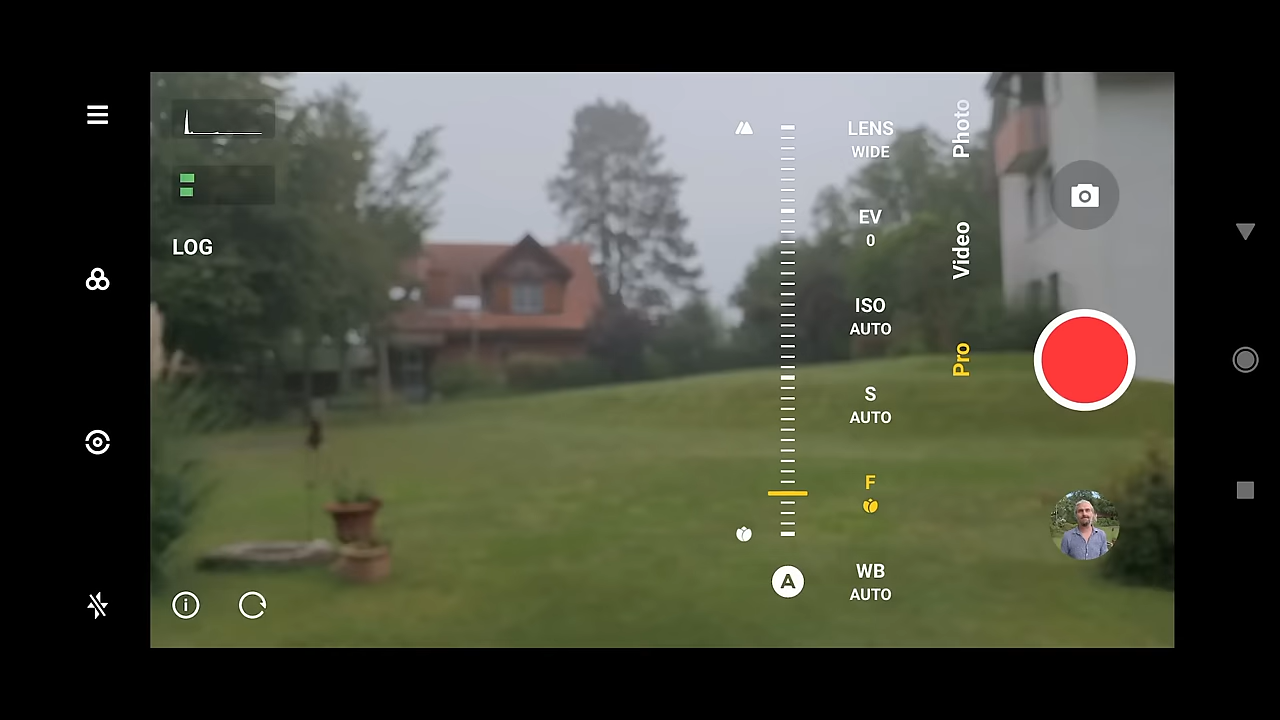 LOG
LENS
WIDE
EV
0
ISO
AUTO
S
AUTO
F
WB
AUTO
A
Photo
Video
Pro